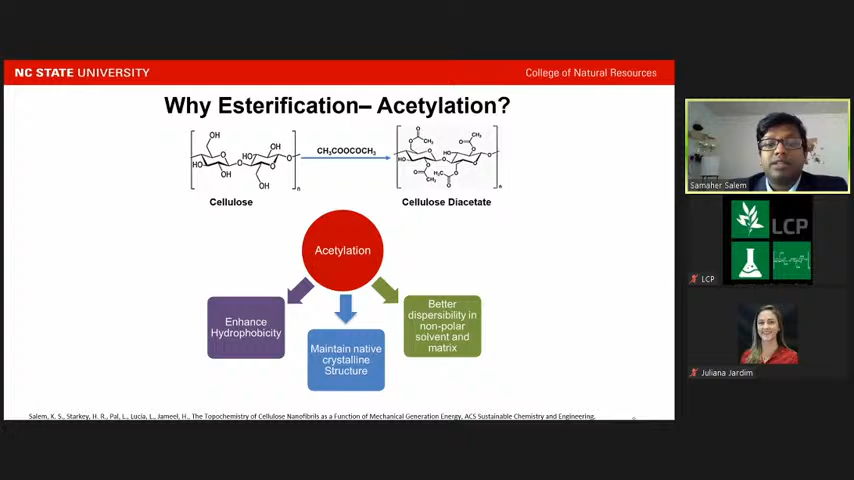 NC STATE UNIVERSITY
College of Natural Resources
Why Esterification– Acetylation?
CH₃COOCOCH₃
Cellulose
Cellulose Diacetate
Acetylation
Enhance
Hydrophobicity
Maintain native
crystalline
Structure
Better
dispersibility in
non-polar
solvent and
matrix
Salem, K. S., Starkey, H. R., Pal, L., Lucia, L., Jameel, H., The Topochemistry of Cellulose Nanofibrils as a Function of Mechanical Generation Energy, ACS Sustainable Chemistry and Engineering.
Samaher Salem
LCP
LCP
Juliana Jardim